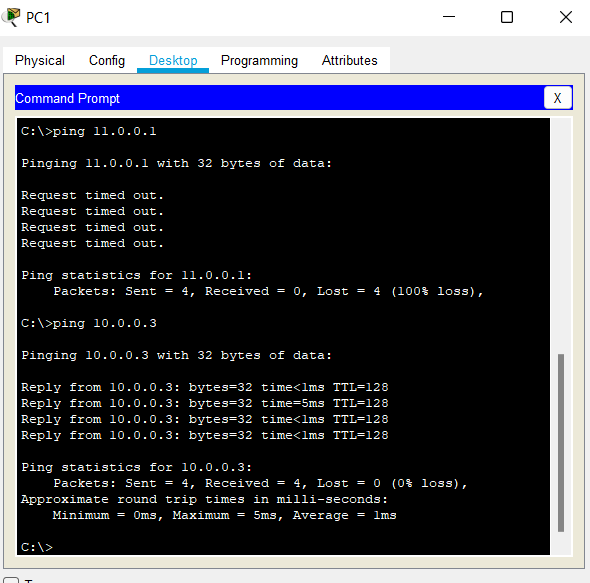 PC1
Physical Config Desktop Programming Attributes
Command Prompt
X
C:\>ping 11.0.0.1
Pinging 11.0.0.1 with 32 bytes of data:
Request timed out.
Request timed out.
Request timed out.
Request timed out.
Ping statistics for 11.0.0.1:
Packets: Sent = 4, Received = 0, Lost = 4 (100% loss),
C:\>ping 10.0.0.3
Pinging 10.0.0.3 with 32 bytes of data:
Reply from 10.0.0.3: bytes=32 time<1ms TTL=128
Reply from 10.0.0.3: bytes=32 time=5ms TTL=128
Reply from 10.0.0.3: bytes=32 time<1ms TTL=128
Reply from 10.0.0.3: bytes=32 time<1ms TTL=128
Ping statistics for 10.0.0.3:
Packets: Sent = 4, Received = 4, Lost = 0 (0% loss),
Approximate round trip times in milli-seconds:
Minimum = 0ms, Maximum = 5ms, Average = 1ms
C:\>